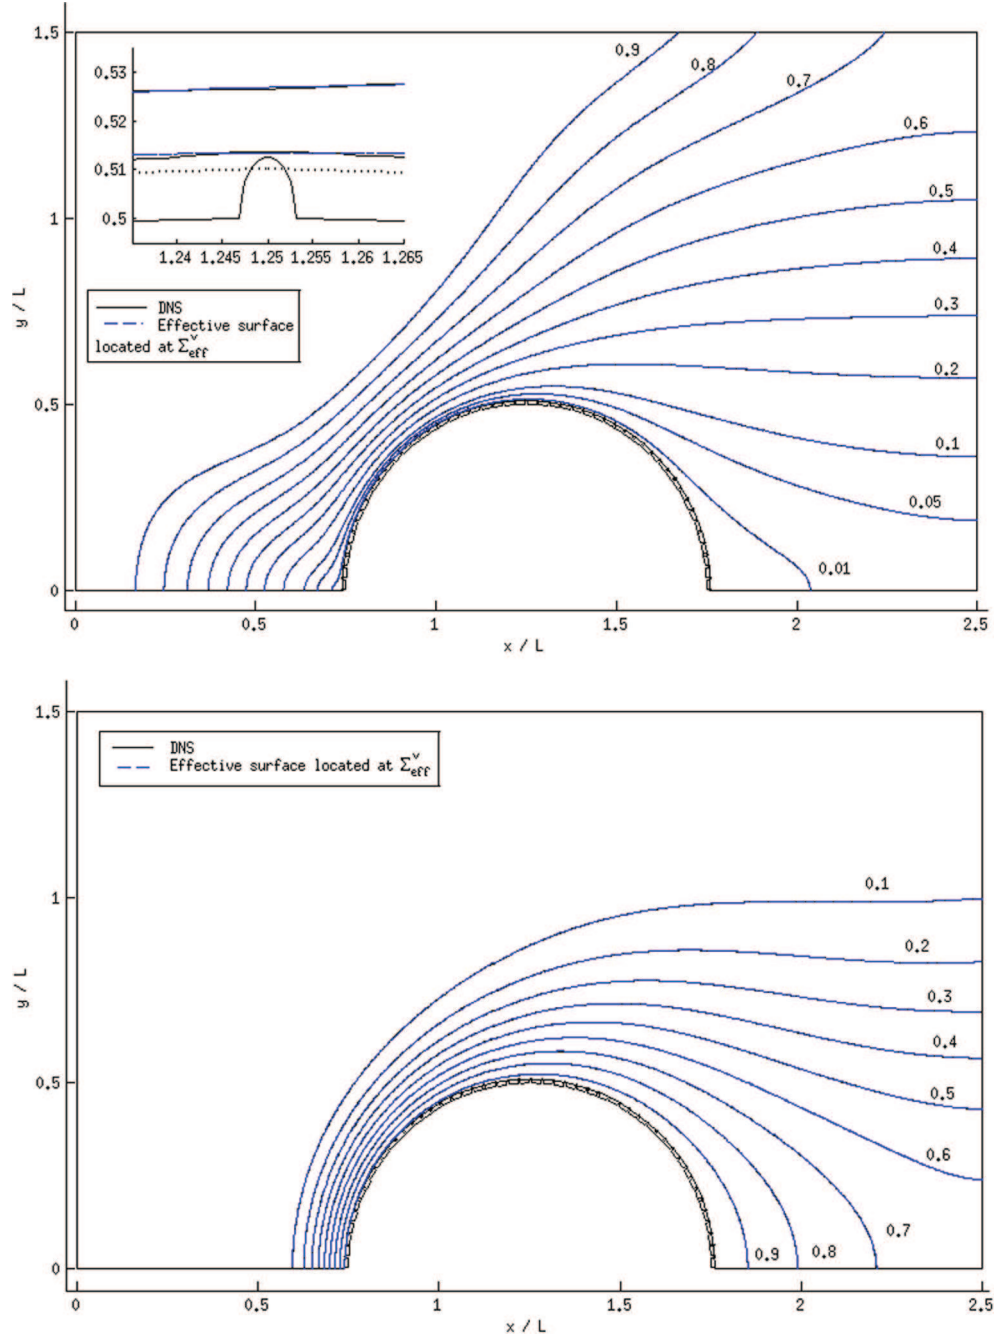 1.5
0.9
0.8
0.7
0.53
0.52
0.51
0.5
1.24 1.245 1.25 1.255 1.26 1.265
0.6
0.5
0.4
0.3
0.2
0.1
0.05
0.01
1
0.5
0
y / L
DNS
Effective surface
located at Σ^v_eff
0 0.5 1 1.5 2 2.5
x / L
1.5
1
0.5
0
y / L
DNS
Effective surface located at Σ^v_eff
0.1
0.2
0.3
0.4
0.5
0.6
0.7
0.9 0.8
0 0.5 1 1.5 2 2.5
x / L